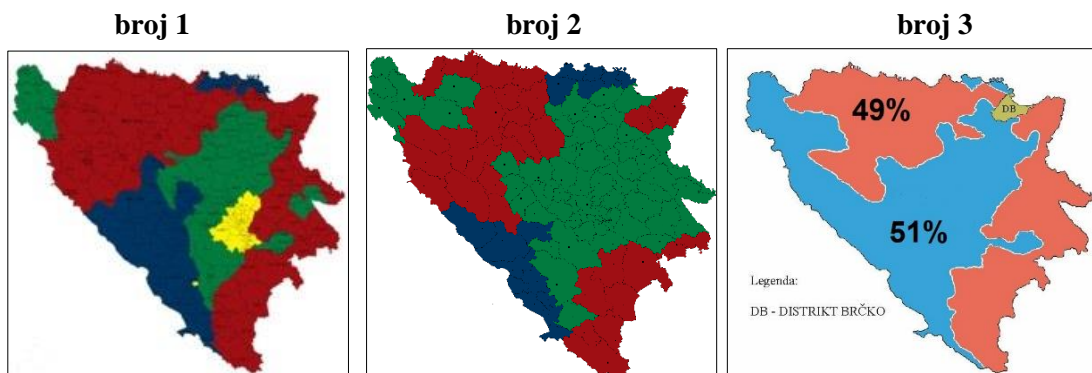 broj 1
broj 2
broj 3
49%
DB
51%
Legenda:
DB - DISTRIKT BRČKO